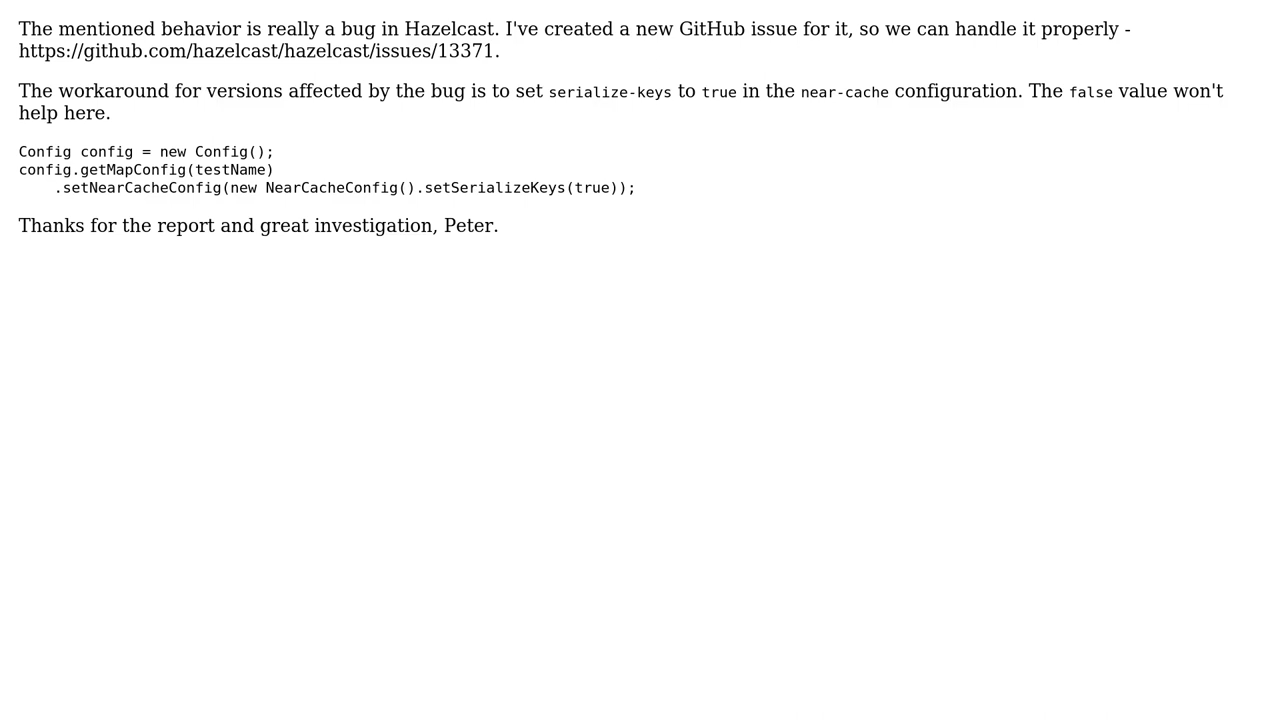 The mentioned behavior is really a bug in Hazelcast. I've created a new GitHub issue for it, so we can handle it properly -
https://github.com/hazelcast/hazelcast/issues/13371.
The workaround for versions affected by the bug is to set serialize-keys to true in the near-cache configuration. The false value won't
help here.
Config config = new Config();
config.getMapConfig(testName)
    .setNearCacheConfig(new NearCacheConfig().setSerializeKeys(true));
Thanks for the report and great investigation, Peter.